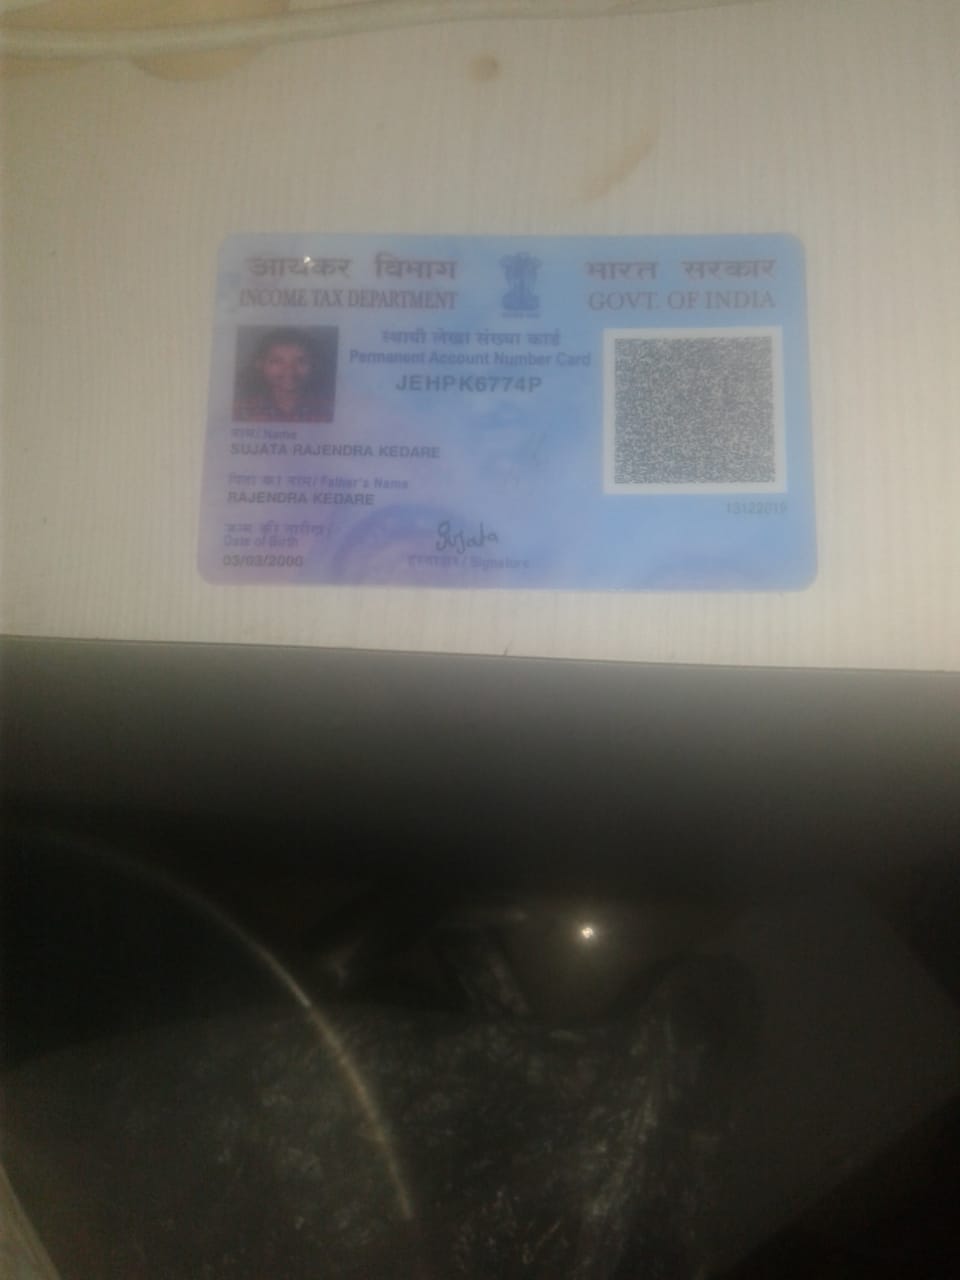 आयकर विभाग
INCOME TAX DEPARTMENT
भारत सरकार
GOVT. OF INDIA
स्थायी लेखा संख्या कार्ड
Permanent Account Number Card
JEHPK6774P
नाम / Name
SUJATA RAJENDRA KEDARE
पिता का नाम / Father's Name
RAJENDRA KEDARE
जन्म की तारीख /
Date of Birth
03/03/2000
Sujata
हस्ताक्षर / Signature
13122019